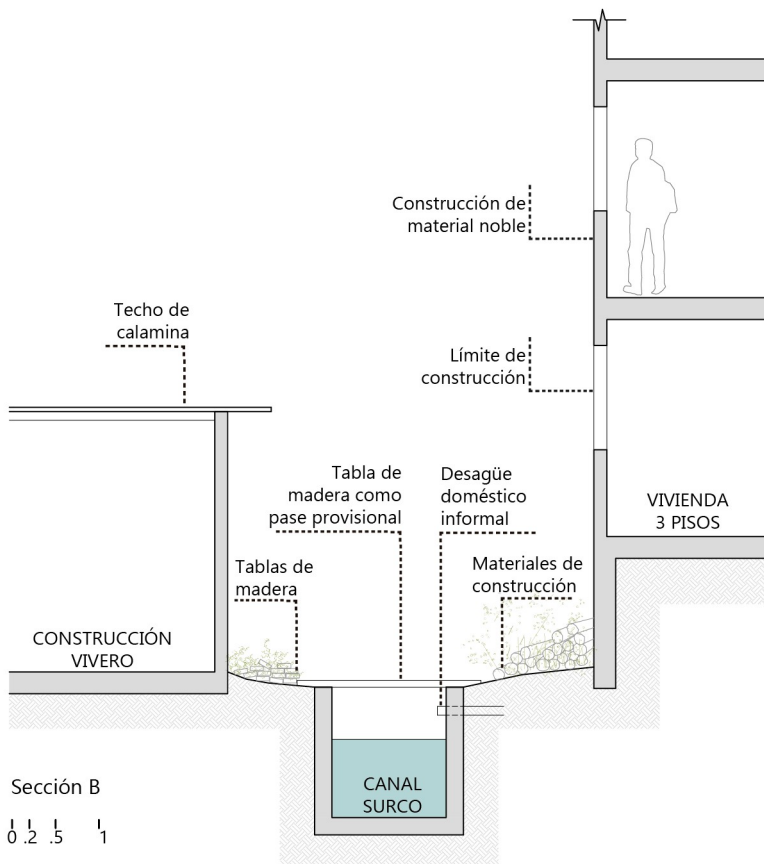 Construcción de
material noble
Techo de
calamina
Límite de
construcción
Tabla de
madera como
pase provisional
Desagüe
doméstico
informal
VIVIENDA
3 PISOS
Tablas de
madera
Materiales de
construcción
CONSTRUCCIÓN
VIVERO
CANAL
SURCO
Sección B
0 .2 .5 1